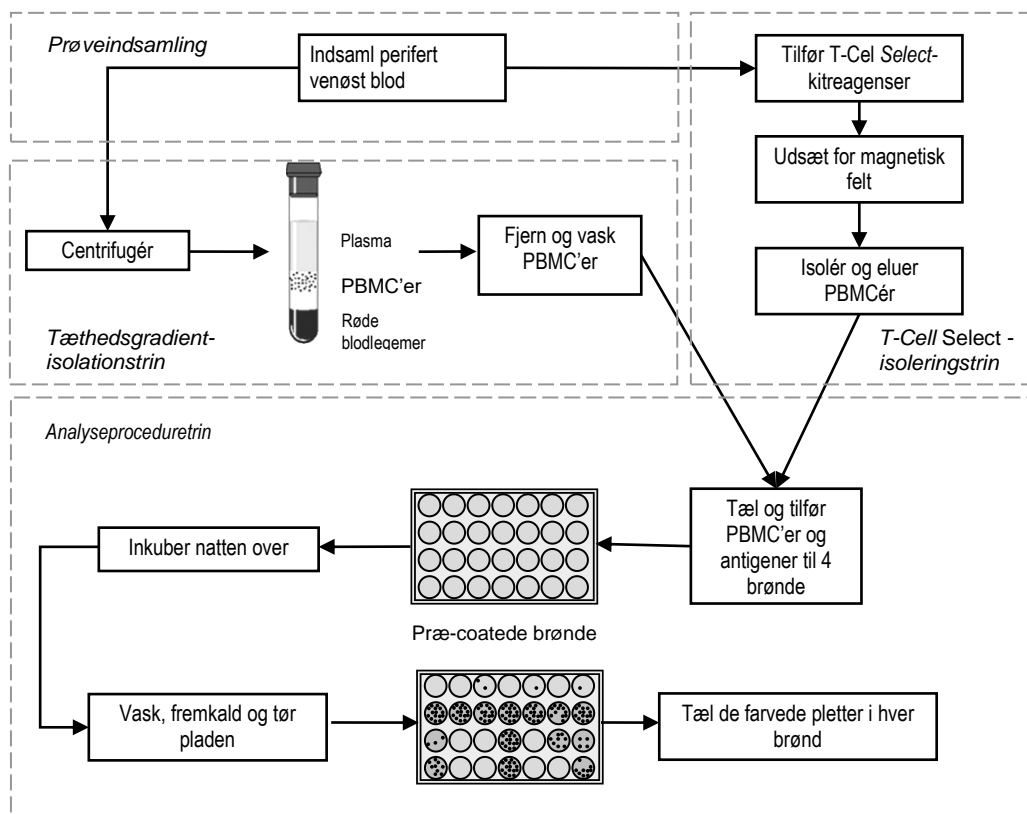 Prøveindsamling
Indsaml perifert
venøst blod
Tilfør T-Cel Select-
kitreagenser
Udsæt for magnetisk
felt
Isolér og eluer
PBMCér
T-Cell Select -
isoleringstrin
Centrifugér
Plasma
PBMC’er
Røde
blodlegemer
Fjern og vask
PBMC’er
Tæthedsgradient-
isolationstrin
Analyseproceduretrin
Tæl og tilfør
PBMC’er og
antigener til 4
brønde
Præ-coatede brønde
Inkuber natten over
Vask, fremkald og tør
pladen
Tæl de farvede pletter i hver
brønd